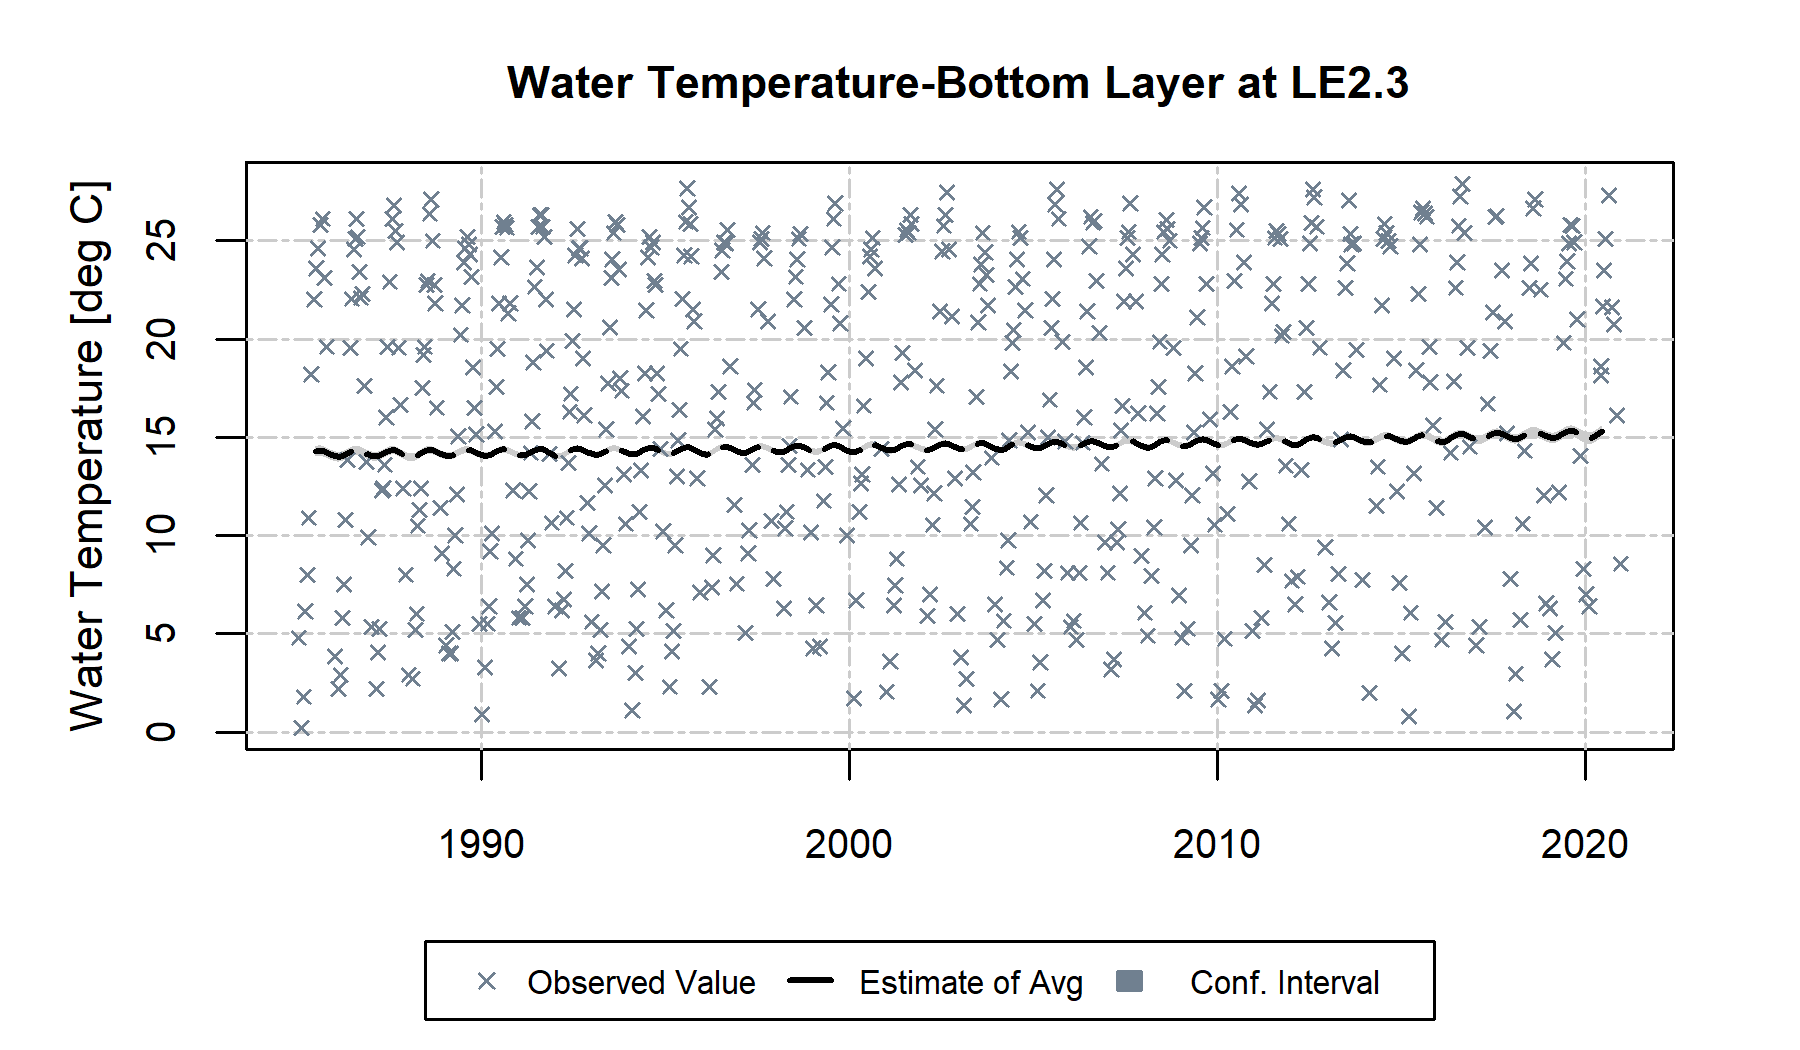 Water Temperature-Bottom Layer at LE2.3
Water Temperature [deg C]
25
20
15
10
5
0
1990 2000 2010 2020
Observed Value Estimate of Avg Conf. Interval